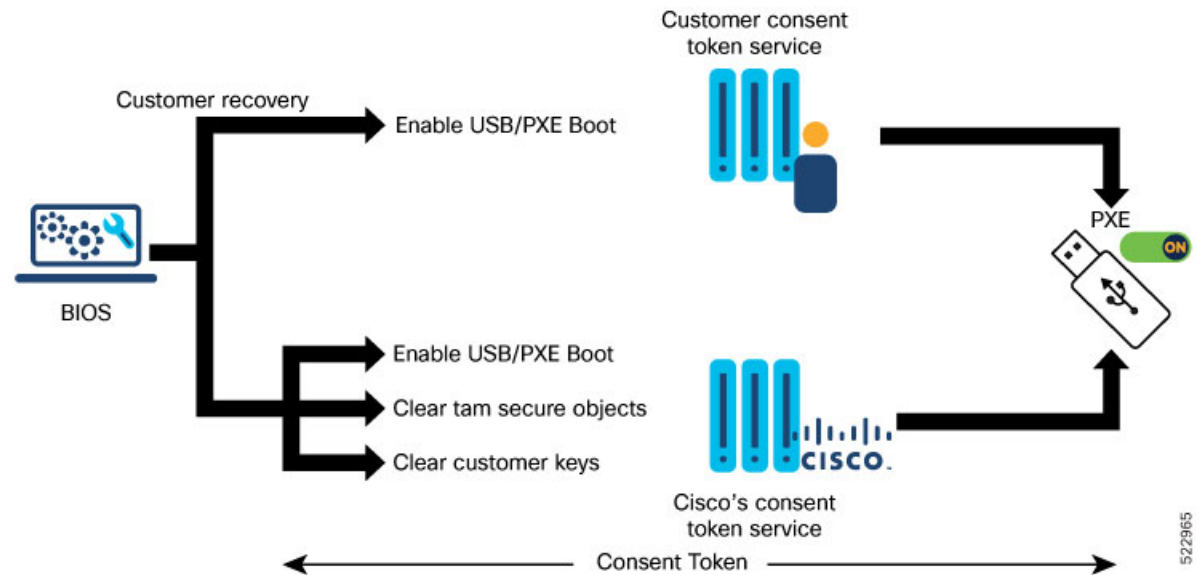 Customer consent
token service
Customer recovery
Enable USB/PXE Boot
PXE
ON
BIOS
Enable USB/PXE Boot
Clear tam secure objects
Clear customer keys
CISCO
Cisco's consent
token service
Consent Token
522965